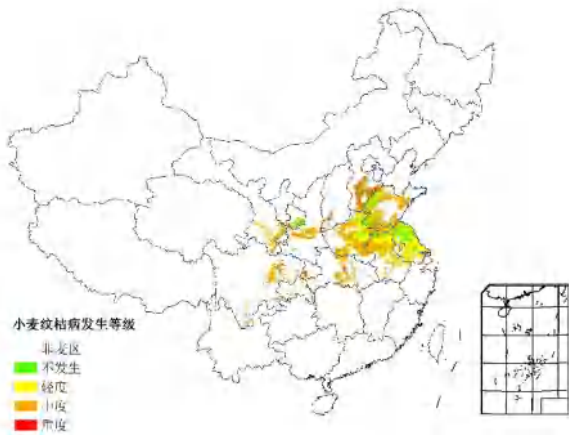 小麦纹枯病发生等级
非麦区
不发生
轻度
中度
重度